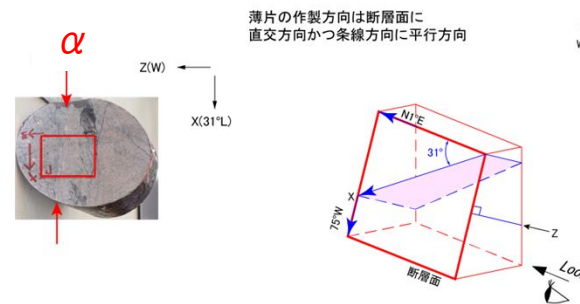 薄片の作製方向は断層面に
直交方向かつ条線方向に平行方向
α
Z(W)
X(31°L)
N1°E
31°
X
75°W
Z
断層面